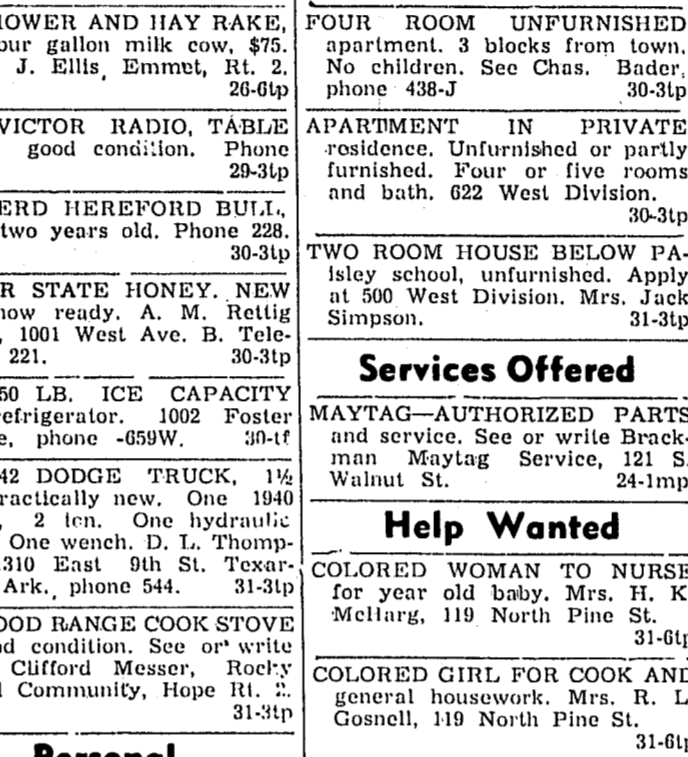 OWER AND HAY RAKE,
our gallon milk cow, $75.
J. Ellis, Emmet, Rt. 2.
26-6tp
VICTOR RADIO, TABLE
good condition. Phone
29-3tp
ERD HEREFORD BULL,
two years old. Phone 228.
30-3tp
R STATE HONEY. NEW
now ready. A. M. Rettig
, 1001 West Ave. B. Tele-
221. 30-3tp
50 LB. ICE CAPACITY
efrigerator. 1002 Foster
e, phone -659W. 30-tf
42 DODGE TRUCK, 1½
ractically new. One 1940
, 2 ton. One hydraulic
One wench. D. L. Thomp-
310 East 9th St. Texar-
Ark., phone 544. 31-3tp
OOD RANGE COOK STOVE
d condition. See or write
Clifford Messer, Rocky
Community, Hope Rt. 2.
31-3tp
Personal
FOUR ROOM UNFURNISHED
apartment. 3 blocks from town.
No children. See Chas. Bader,
phone 438-J 30-3tp
APARTMENT IN PRIVATE
residence. Unfurnished or partly
furnished. Four or five rooms
and bath. 622 West Division.
30-3tp
TWO ROOM HOUSE BELOW PA-
isley school, unfurnished. Apply
at 500 West Division. Mrs. Jack
Simpson. 31-3tp
Services Offered
MAYTAG—AUTHORIZED PARTS
and service. See or write Brack-
man Maytag Service, 121 S.
Walnut St. 24-1mp
Help Wanted
COLORED WOMAN TO NURSE
for year old baby. Mrs. H. K
McHarg, 119 North Pine St.
31-6tp
COLORED GIRL FOR COOK AND
general housework. Mrs. R. L
Gosnell, 119 North Pine St.
31-6tp